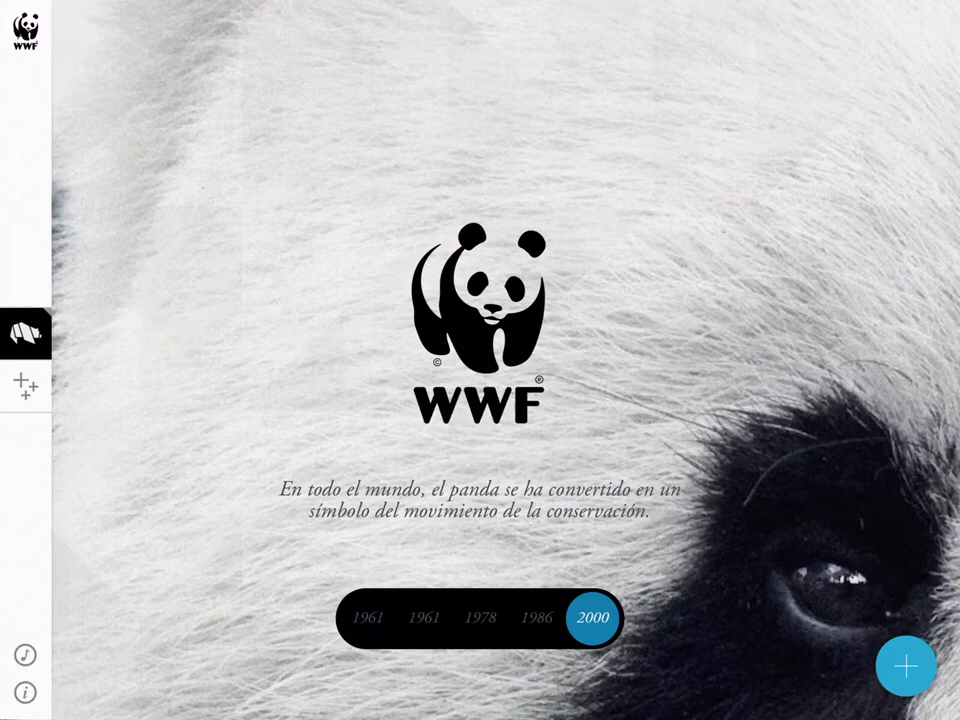 WWF
©
®
WWF
En todo el mundo, el panda se ha convertido en un
símbolo del movimiento de la conservación.
1961 1961 1978 1986 2000